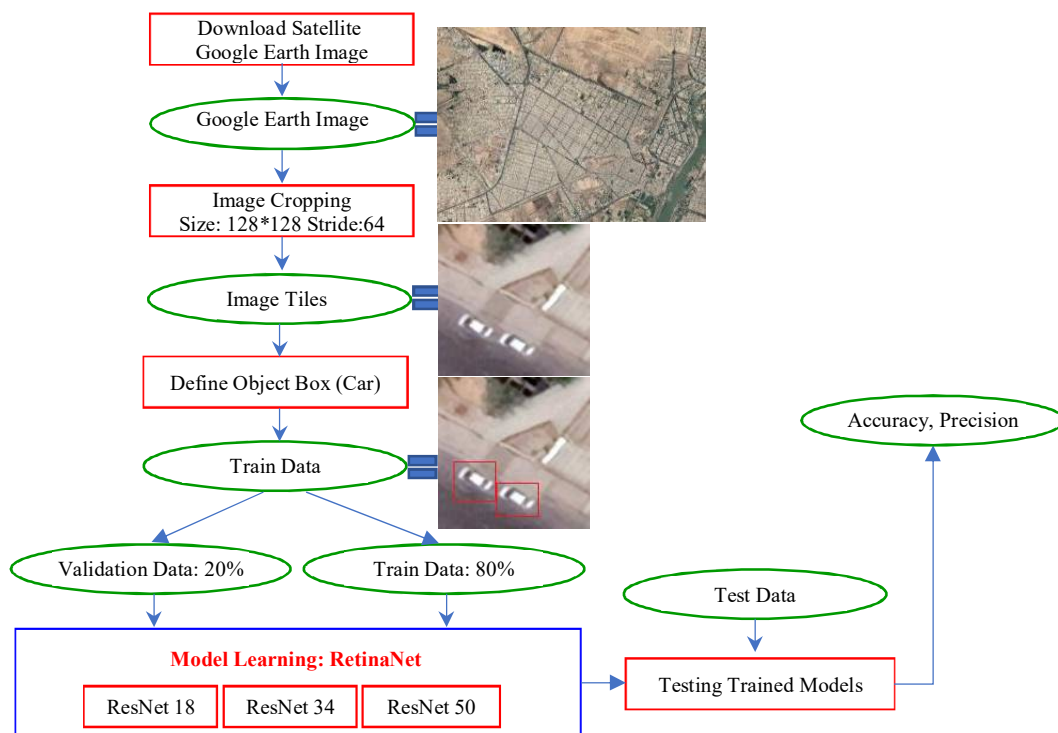 Download Satellite
Google Earth Image
Google Earth Image
Image Cropping
Size: 128*128 Stride:64
Image Tiles
Define Object Box (Car)
Train Data
Validation Data: 20%
Train Data: 80%
Model Learning: RetinaNet
ResNet 18
ResNet 34
ResNet 50
Test Data
Testing Trained Models
Accuracy, Precision